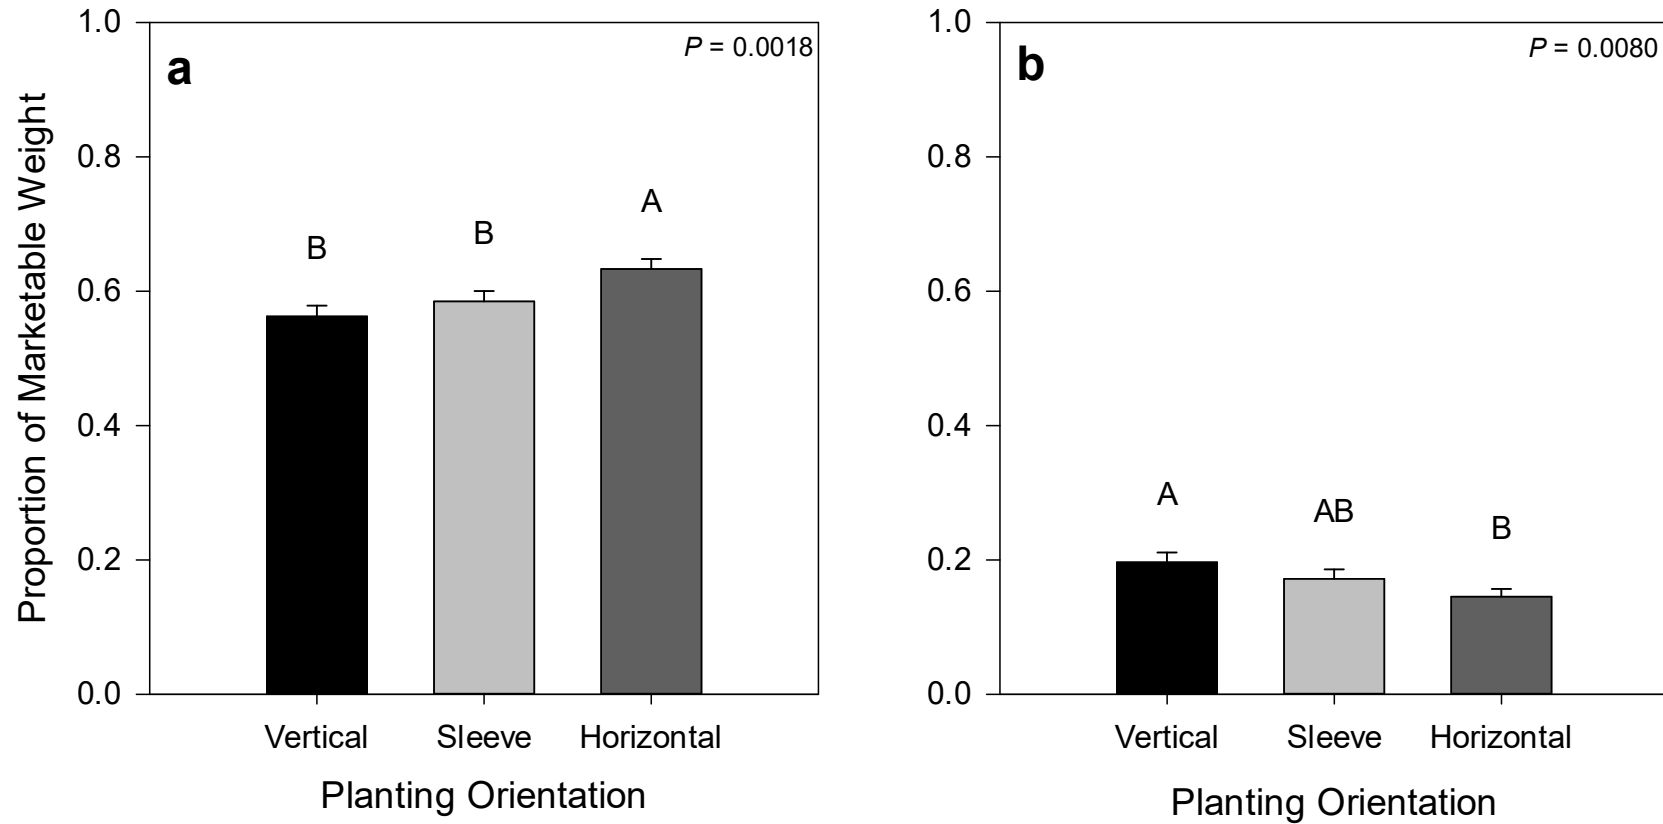 Proportion of Marketable Weight
1.0
0.8
0.6
0.4
0.2
0.0
a
P = 0.0018
B
B
A
Vertical
Sleeve
Horizontal
Planting Orientation
1.0
0.8
0.6
0.4
0.2
0.0
b
P = 0.0080
A
AB
B
Vertical
Sleeve
Horizontal
Planting Orientation